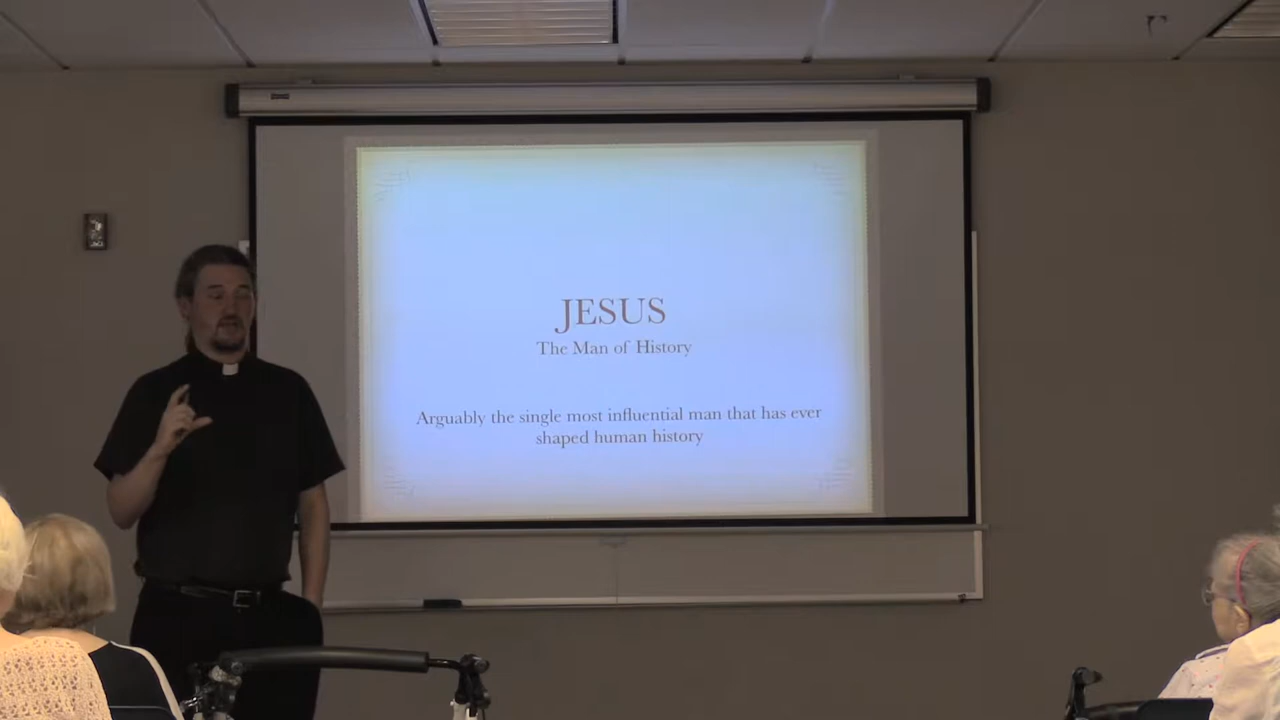 JESUS
The Man of History
Arguably the single most influential man that has ever
shaped human history